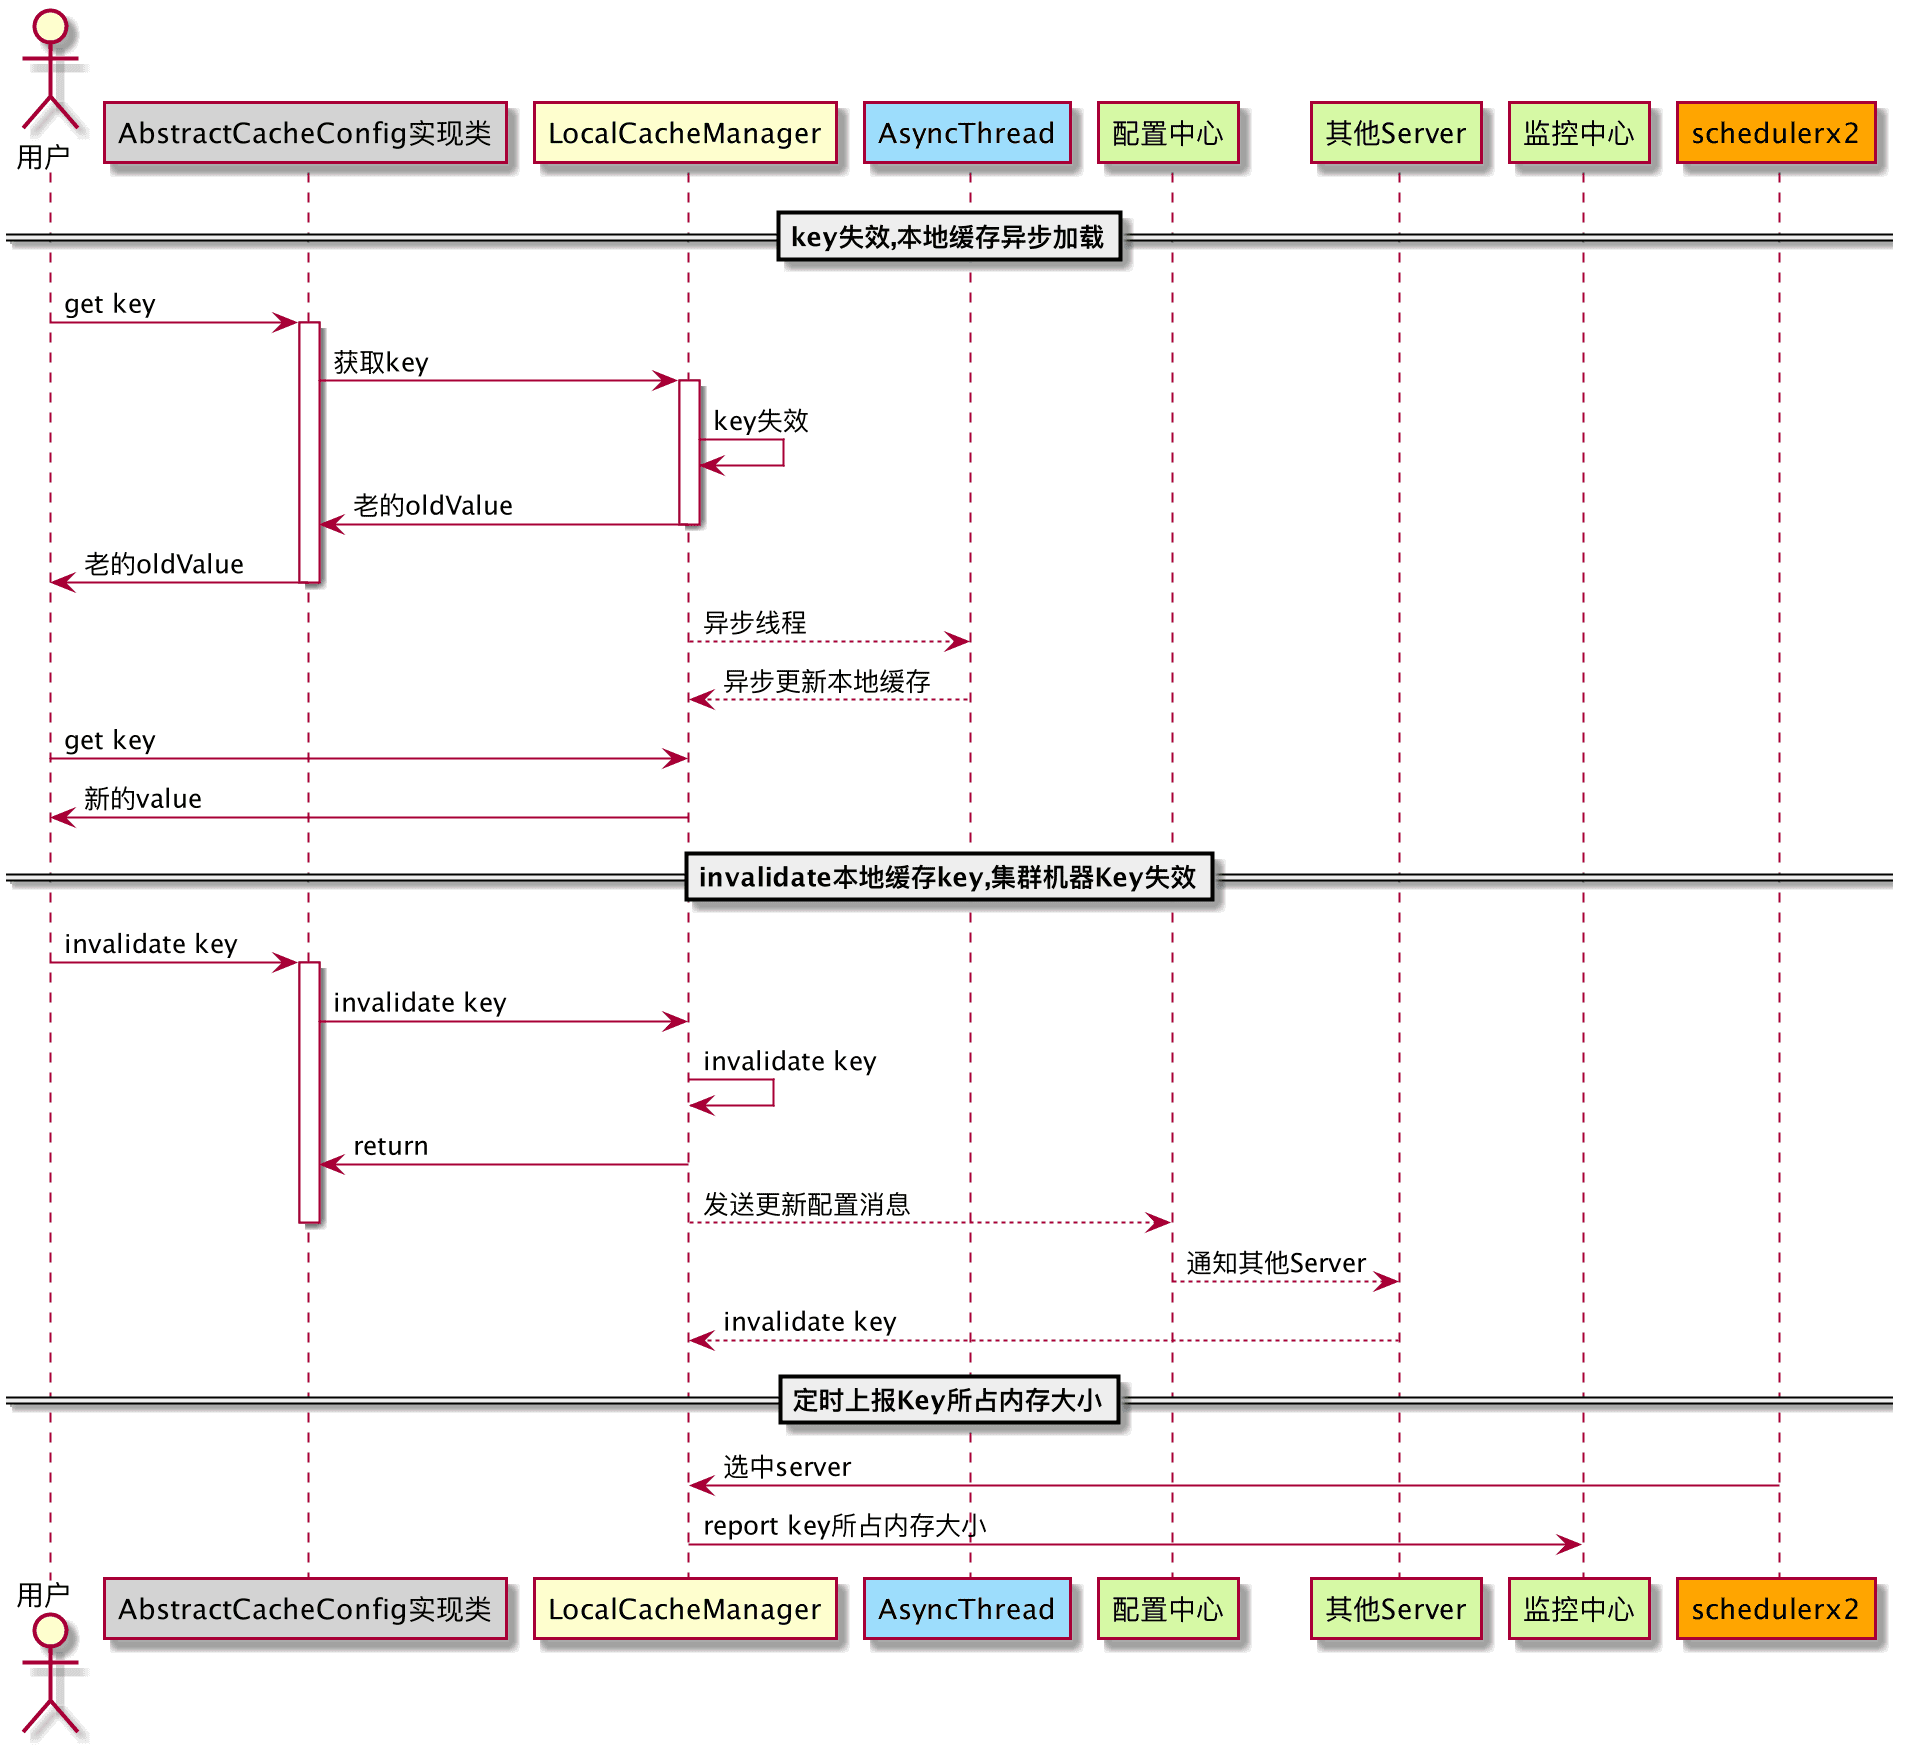 用户
AbstractCacheConfig实现类
LocalCacheManager
AsyncThread
配置中心
其他Server
监控中心
schedulerx2
key失效,本地缓存异步加载
get key
获取key
key失效
老的oldValue
老的oldValue
异步线程
异步更新本地缓存
get key
新的value
invalidate本地缓存key,集群机器Key失效
invalidate key
invalidate key
invalidate key
return
发送更新配置消息
通知其他Server
invalidate key
定时上报Key所占内存大小
选中server
report key所占内存大小
用户
AbstractCacheConfig实现类
LocalCacheManager
AsyncThread
配置中心
其他Server
监控中心
schedulerx2